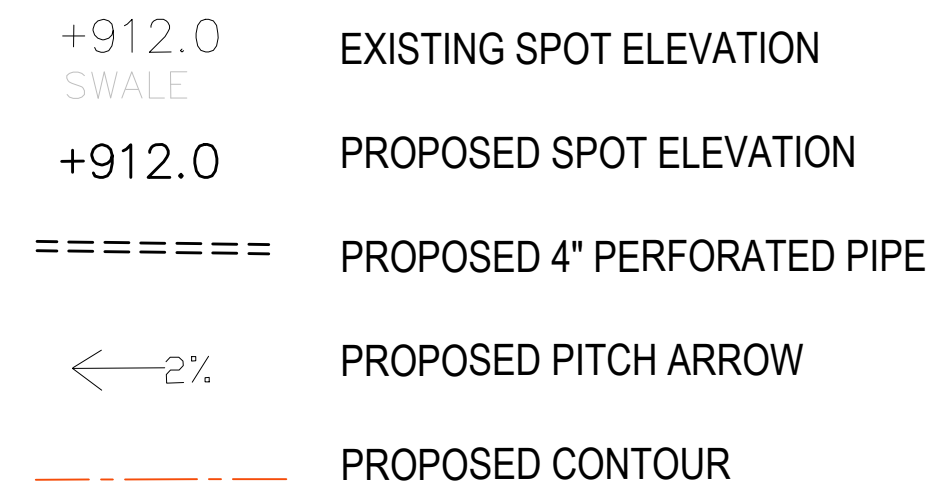 +912.0 EXISTING SPOT ELEVATION
SWALE
+912.0 PROPOSED SPOT ELEVATION
PROPOSED 4" PERFORATED PIPE
2% PROPOSED PITCH ARROW
PROPOSED CONTOUR